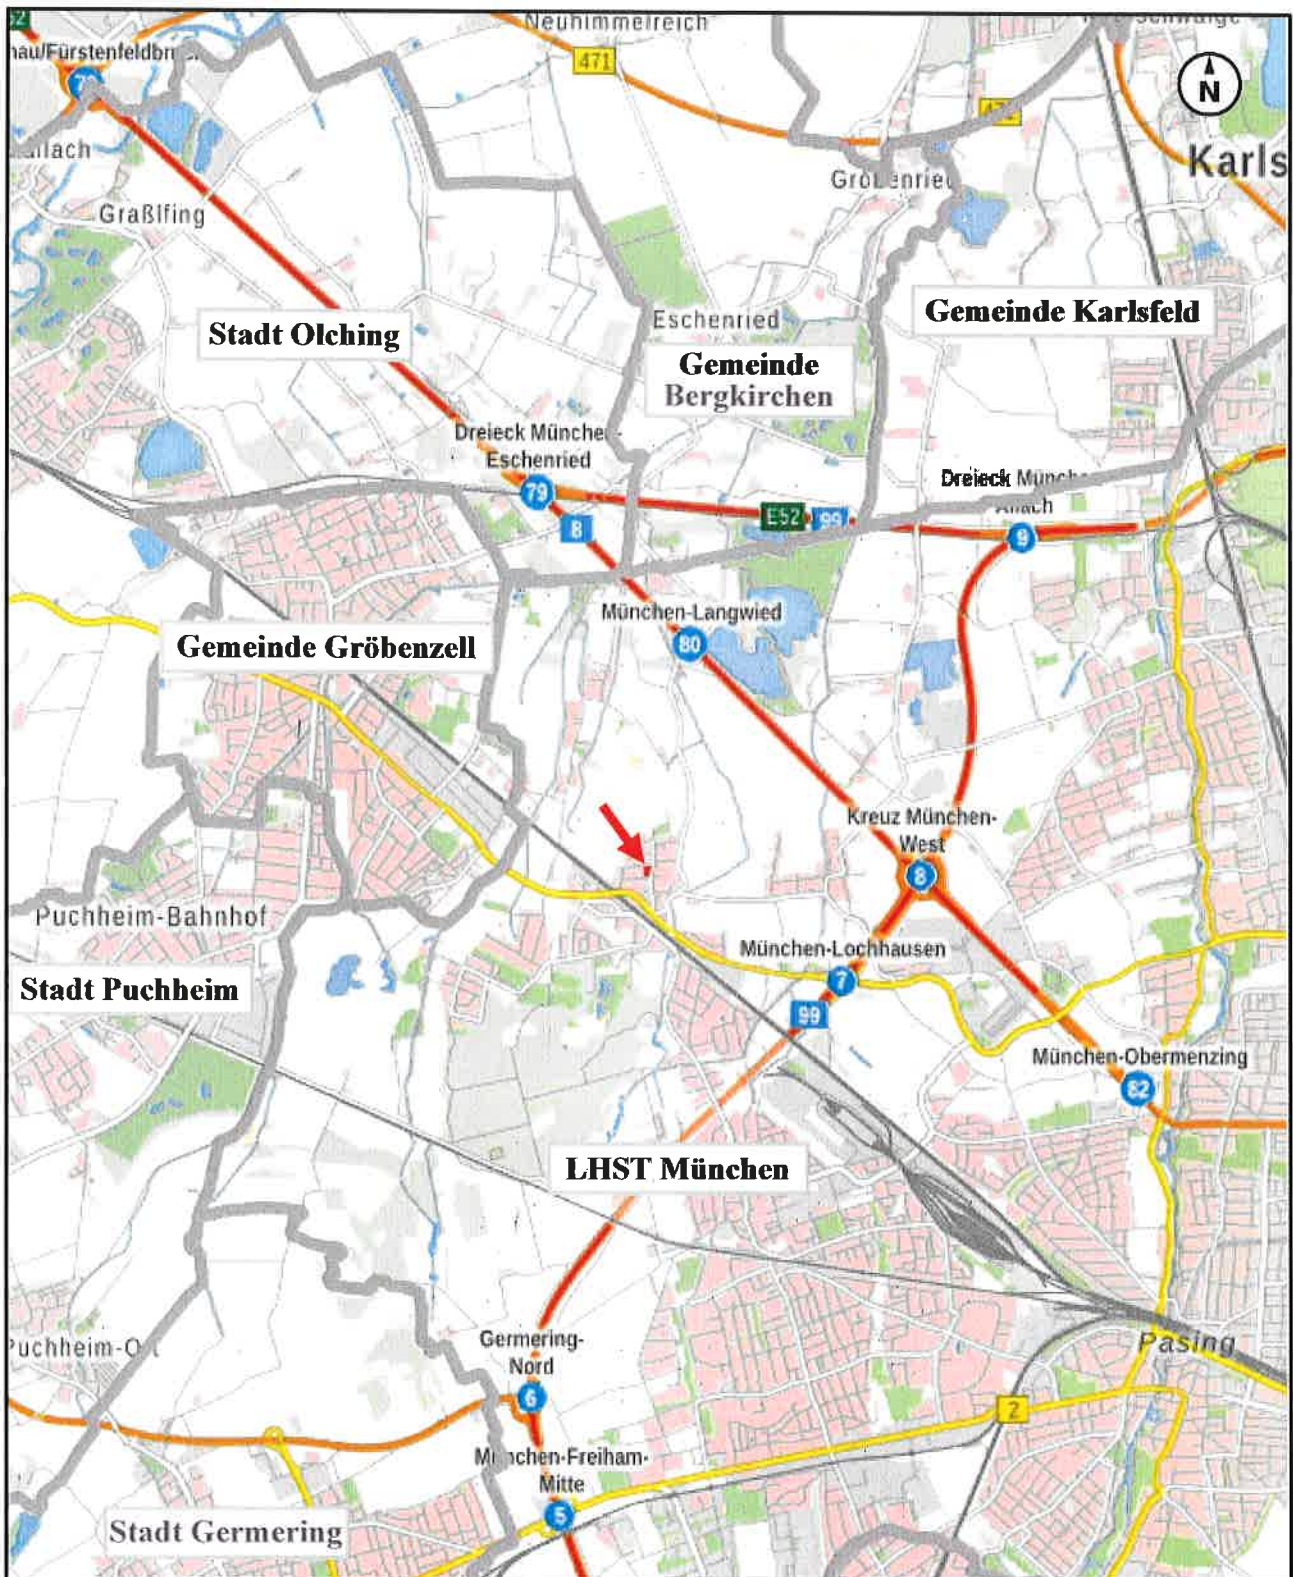 52
Neuhimmelreich
471
N
Karls
Graßlfing
Stadt Olching
Eschenried
Gemeinde Karlsfeld
Gemeinde
Bergkirchen
Eschenried
79
8
E52
99
Dreieck
9
München-Langwied
80
Gemeinde Gröbenzell
Kreuz München-
West
8
Puchheim-Bahnhof
München-Lochhausen
7
Stadt Puchheim
99
München-Obermenzing
82
LHST München
Germering-
Nord
6
Pasing
2
Mitte
5
Stadt Germering